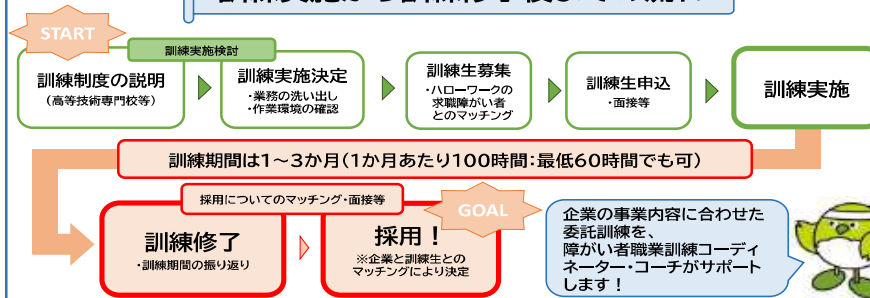 START
訓練実施検討
訓練制度の説明
（高等技術専門校等）
訓練実施決定
・業務の洗い出し
・作業環境の確認
訓練生募集
・ハローワークの
求職障がい者
とのマッチング
訓練生申込
・面接等
訓練実施
訓練期間は1～3か月（1か月あたり100時間：最低60時間でも可）
採用についてのマッチング・面接等
訓練修了
・訓練期間の振り返り
GOAL
採用！
※企業と訓練生との
マッチングにより決定
企業の事業内容に合わせた
委託訓練を、
障がい者職業訓練コーディ
ネーター・コーチがサポート
します！